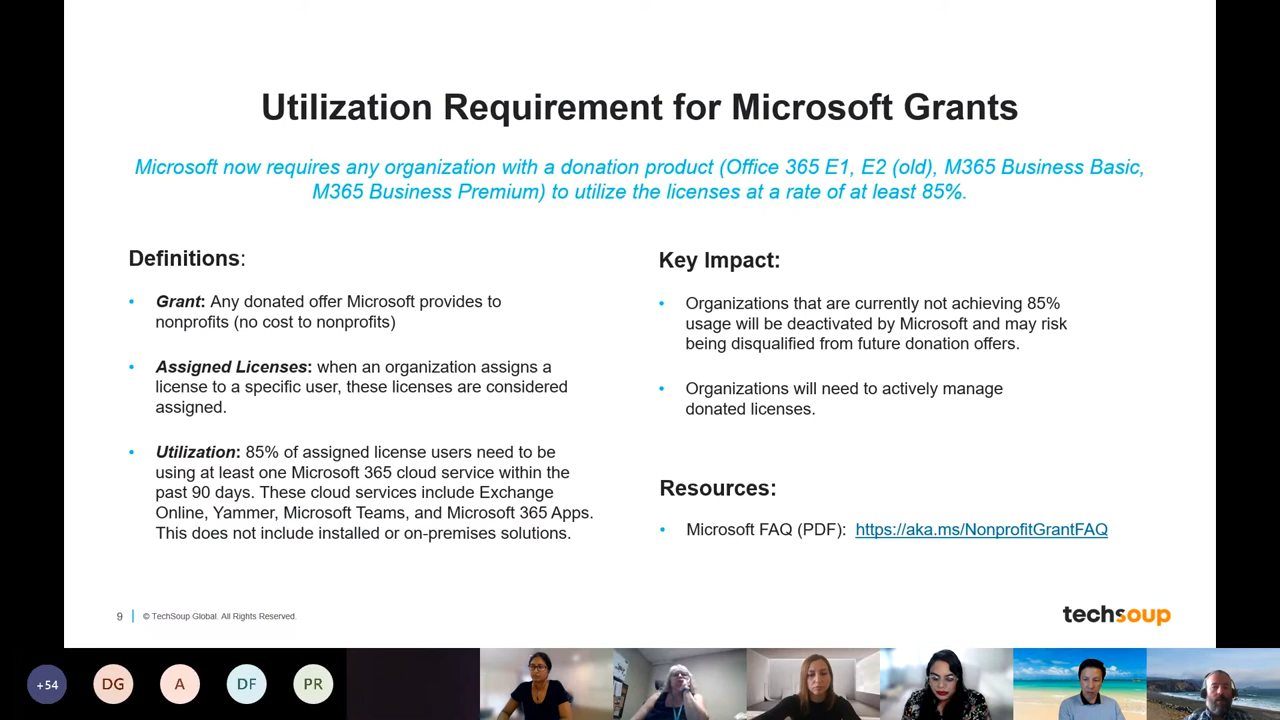 Utilization Requirement for Microsoft Grants
Microsoft now requires any organization with a donation product (Office 365 E1, E2 (old), M365 Business Basic,
M365 Business Premium) to utilize the licenses at a rate of at least 85%.
Definitions:
• Grant: Any donated offer Microsoft provides to
nonprofits (no cost to nonprofits)
• Assigned Licenses: when an organization assigns a
license to a specific user, these licenses are considered
assigned.
• Utilization: 85% of assigned license users need to be
using at least one Microsoft 365 cloud service within the
past 90 days. These cloud services include Exchange
Online, Yammer, Microsoft Teams, and Microsoft 365 Apps.
This does not include installed or on-premises solutions.
Key Impact:
• Organizations that are currently not achieving 85%
usage will be deactivated by Microsoft and may risk
being disqualified from future donation offers.
• Organizations will need to actively manage
donated licenses.
Resources:
• Microsoft FAQ (PDF): https://aka.ms/NonprofitGrantFAQ
9 | © TechSoup Global. All Rights Reserved.
techsoup
+54
DG
A
DF
PR